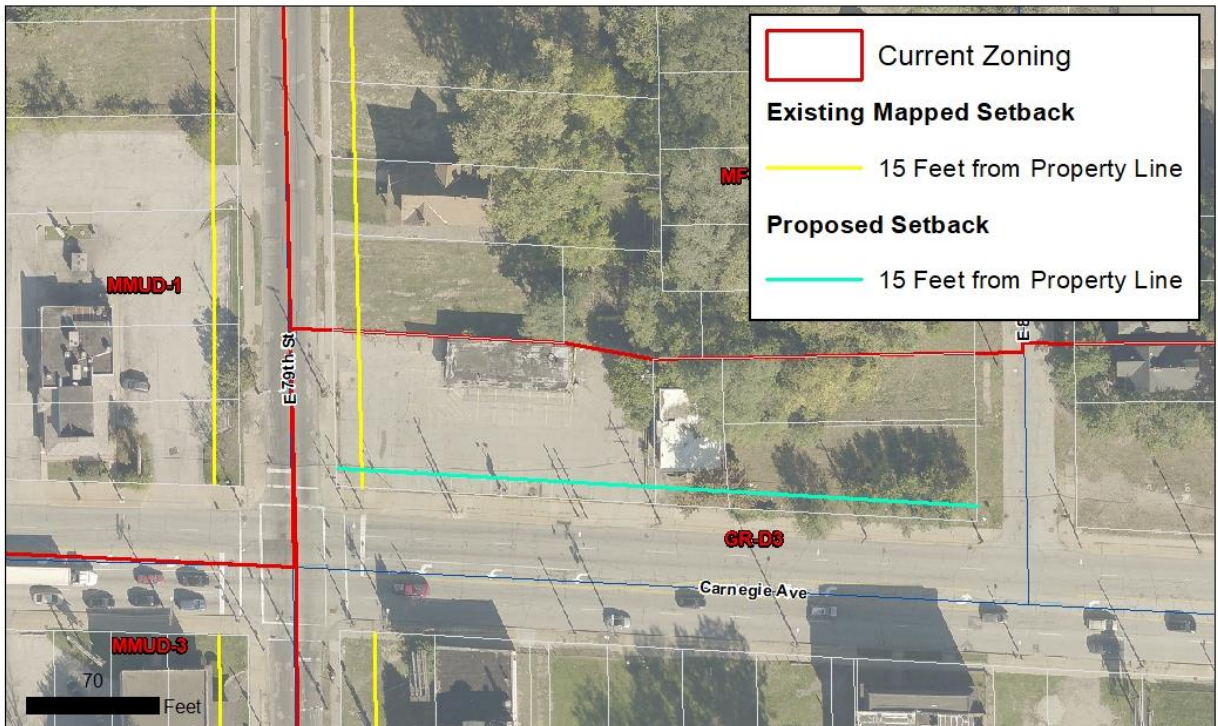 Current Zoning
Existing Mapped Setback
15 Feet from Property Line
Proposed Setback
15 Feet from Property Line
MF
MMUD-1
E 79th St
E 8
GR-D3
Carnegie Ave
MMUD-3
70
Feet